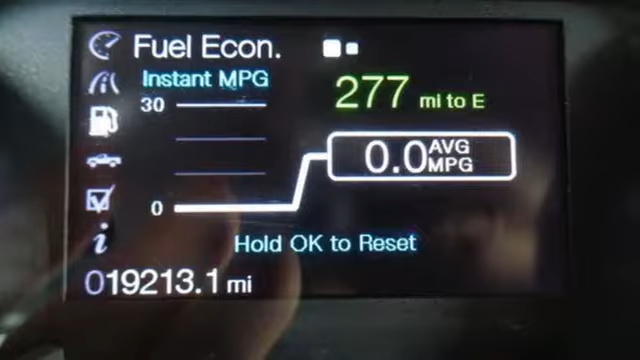 Fuel Econ.
Instant MPG
30
277 mi to E
0.0 AVG MPG
0
Hold OK to Reset
019213.1 mi